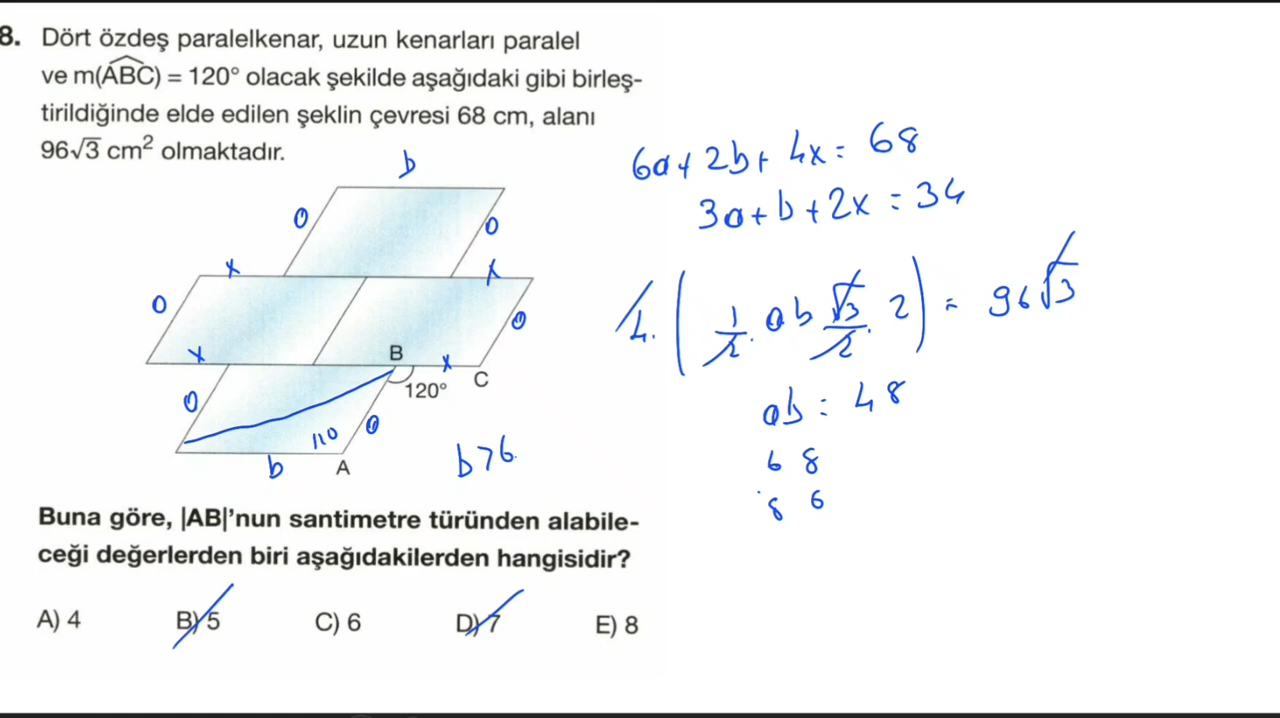 8. Dört özdeş paralelkenar, uzun kenarları paralel
ve m(ABC) = 120° olacak şekilde aşağıdaki gibi birleş-
tirildiğinde elde edilen şeklin çevresi 68 cm, alanı
96√3 cm² olmaktadır.
b
a
a
x
x
a
a
x
B
x
C
120°
a
a
110
b
A
b>6
6a+2b+4x=68
3a+b+2x=34
4.(1/2.ab √3/2.2)=96√3
ab=48
6 8
8 6
Buna göre, |AB|'nun santimetre türünden alabile-
ceği değerlerden biri aşağıdakilerden hangisidir?
A) 4 B) 5 C) 6 D) 7 E) 8